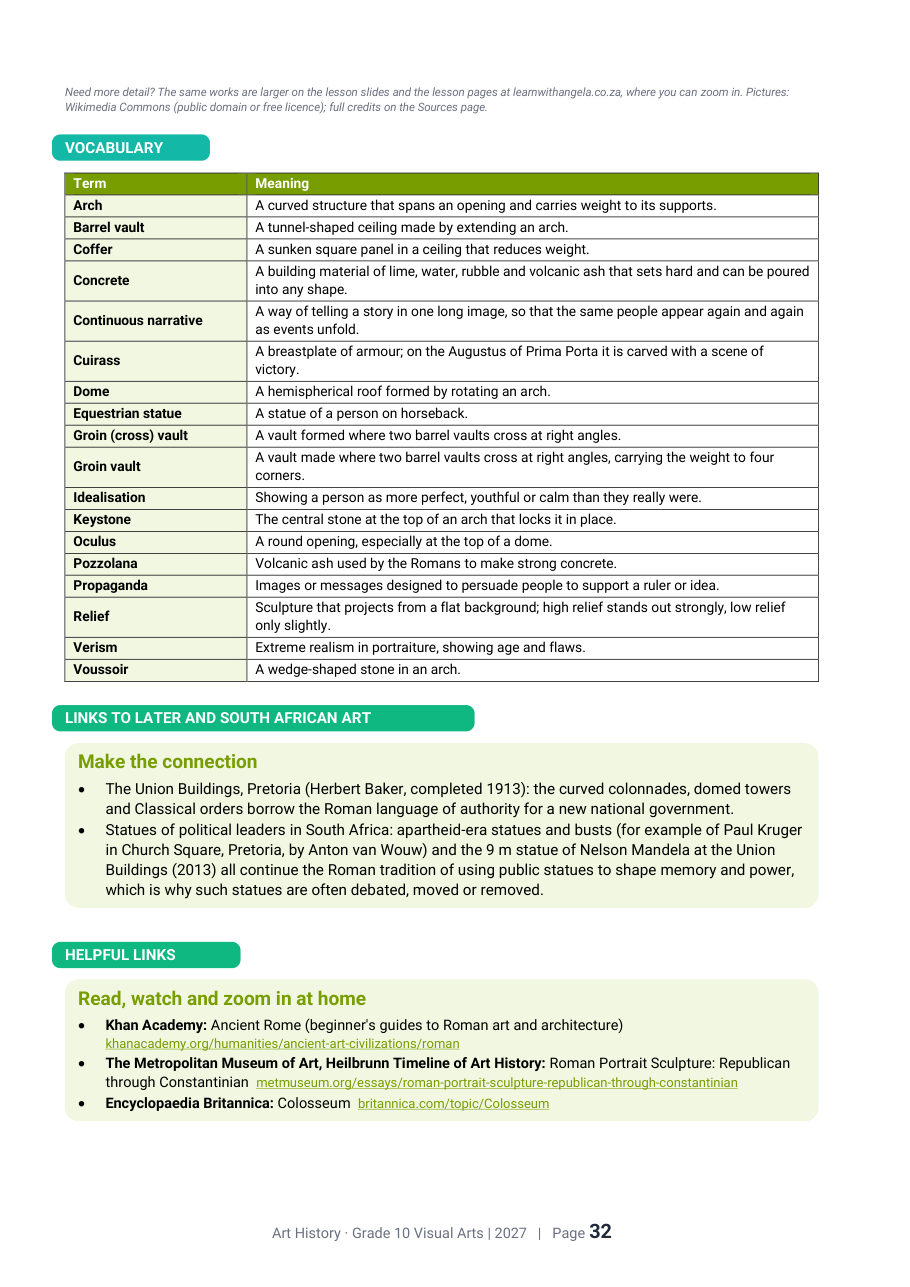 Need more detail? The same works are larger on the lesson slides and the lesson pages at learnwithangela.co.za, where you can zoom in. Pictures:
Wikimedia Commons (public domain or free licence); full credits on the Sources page.
VOCABULARY
Term Meaning
Arch A curved structure that spans an opening and carries weight to its supports.
Barrel vault A tunnel-shaped ceiling made by extending an arch.
Coffer A sunken square panel in a ceiling that reduces weight.
Concrete A building material of lime, water, rubble and volcanic ash that sets hard and can be poured
into any shape.
Continuous narrative A way of telling a story in one long image, so that the same people appear again and again
as events unfold.
Cuirass A breastplate of armour; on the Augustus of Prima Porta it is carved with a scene of
victory.
Dome A hemispherical roof formed by rotating an arch.
Equestrian statue A statue of a person on horseback.
Groin (cross) vault A vault formed where two barrel vaults cross at right angles.
Groin vault A vault made where two barrel vaults cross at right angles, carrying the weight to four
corners.
Idealisation Showing a person as more perfect, youthful or calm than they really were.
Keystone The central stone at the top of an arch that locks it in place.
Oculus A round opening, especially at the top of a dome.
Pozzolana Volcanic ash used by the Romans to make strong concrete.
Propaganda Images or messages designed to persuade people to support a ruler or idea.
Relief Sculpture that projects from a flat background; high relief stands out strongly, low relief
only slightly.
Verism Extreme realism in portraiture, showing age and flaws.
Voussoir A wedge-shaped stone in an arch.
LINKS TO LATER AND SOUTH AFRICAN ART
Make the connection
• The Union Buildings, Pretoria (Herbert Baker, completed 1913): the curved colonnades, domed towers
and Classical orders borrow the Roman language of authority for a new national government.
• Statues of political leaders in South Africa: apartheid-era statues and busts (for example of Paul Kruger
in Church Square, Pretoria, by Anton van Wouw) and the 9 m statue of Nelson Mandela at the Union
Buildings (2013) all continue the Roman tradition of using public statues to shape memory and power,
which is why such statues are often debated, moved or removed.
HELPFUL LINKS
Read, watch and zoom in at home
• Khan Academy: Ancient Rome (beginner's guides to Roman art and architecture)
khanacademy.org/humanities/ancient-art-civilizations/roman
• The Metropolitan Museum of Art, Heilbrunn Timeline of Art History: Roman Portrait Sculpture: Republican
through Constantinian metmuseum.org/essays/roman-portrait-sculpture-republican-through-constantinian
• Encyclopaedia Britannica: Colosseum britannica.com/topic/Colosseum
Art History · Grade 10 Visual Arts | 2027 | Page 32